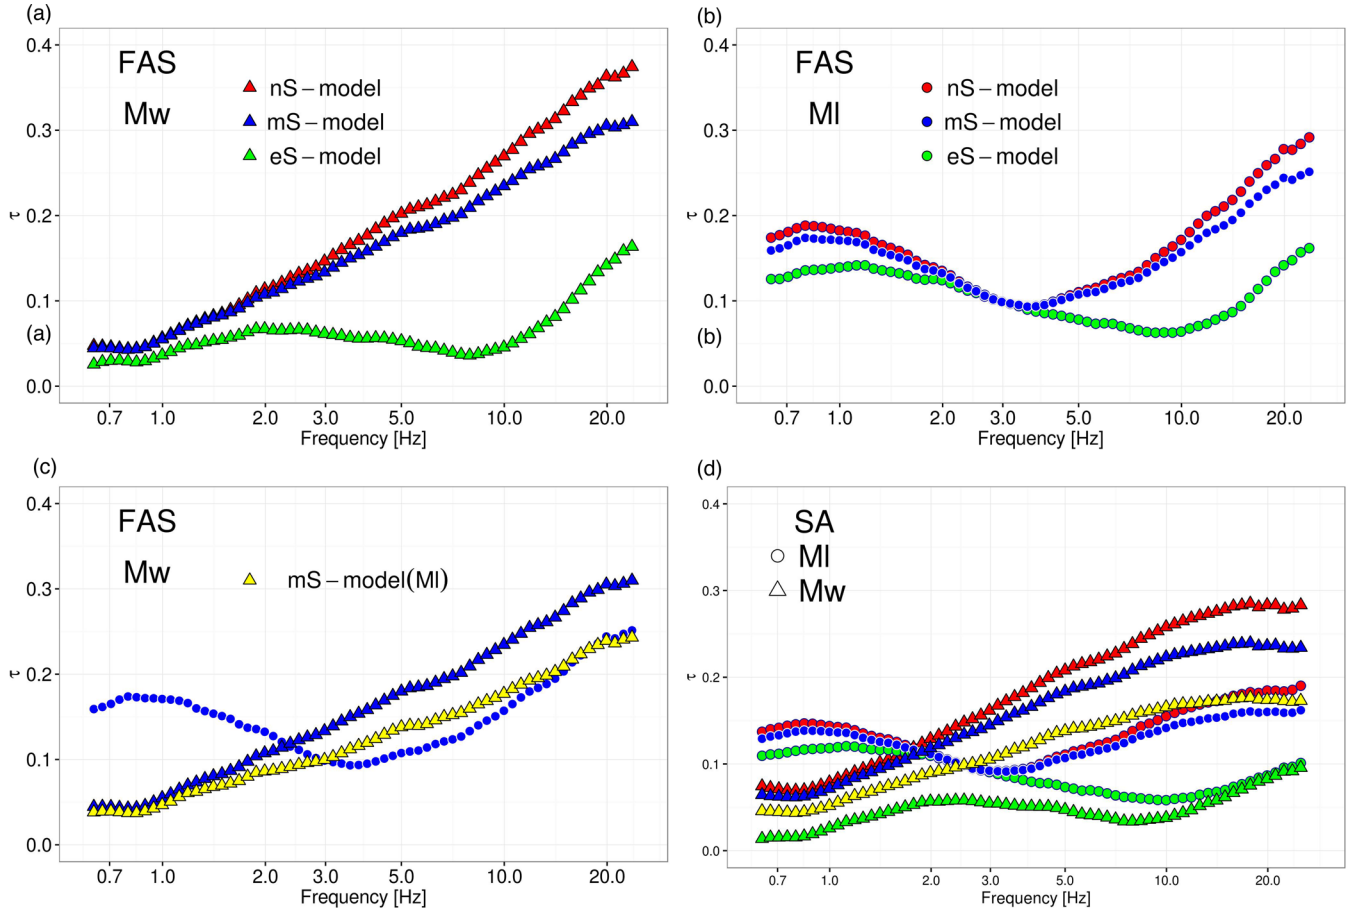 (a)
0.4
0.3
0.2
0.1
0.0
τ
FAS
Mw
nS – model
mS – model
eS – model
(a)
0.7 1.0 2.0 3.0 5.0 10.0 20.0
Frequency [Hz]
(b)
0.4
0.3
0.2
0.1
0.0
τ
FAS
Ml
nS – model
mS – model
eS – model
(b)
0.7 1.0 2.0 3.0 5.0 10.0 20.0
Frequency [Hz]
(c)
0.4
0.3
0.2
0.1
0.0
τ
FAS
Mw
mS – model(Ml)
0.7 1.0 2.0 3.0 5.0 10.0 20.0
Frequency [Hz]
(d)
0.4
0.3
0.2
0.1
0.0
τ
SA
Ml
Mw
0.7 1.0 2.0 3.0 5.0 10.0 20.0
Frequency [Hz]